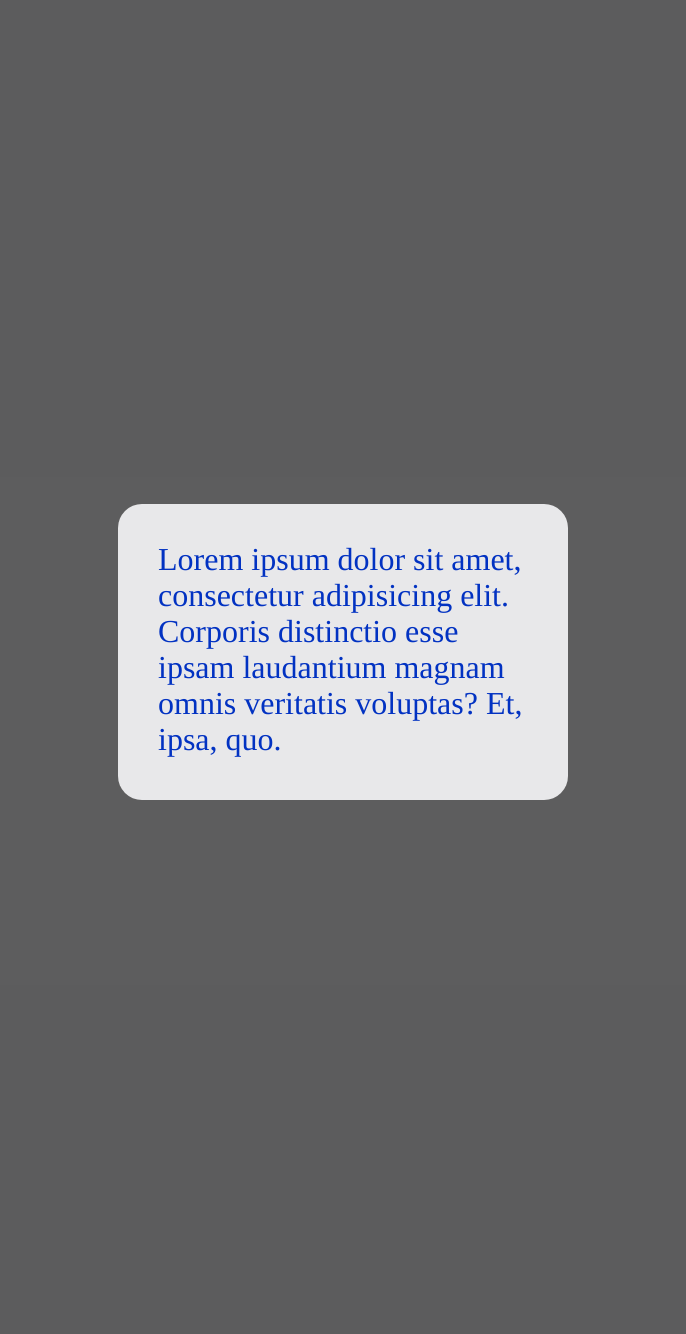 Lorem ipsum dolor sit amet,
consectetur adipisicing elit.
Corporis distinctio esse
ipsam laudantium magnam
omnis veritatis voluptas? Et,
ipsa, quo.